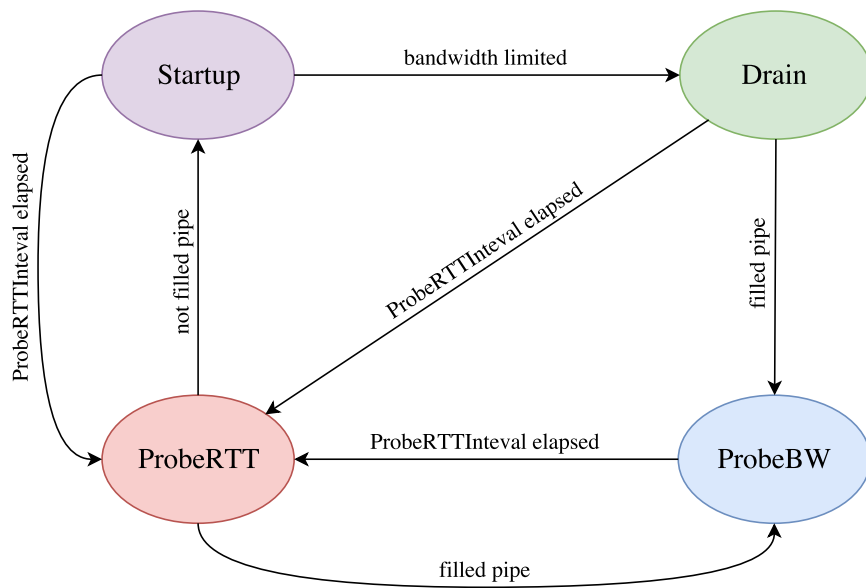 Startup
bandwidth limited
Drain
ProbeRTTInteval elapsed
not filled pipe
ProbeRTTInteval elapsed
filled pipe
ProbeRTT
ProbeRTTInteval elapsed
ProbeBW
filled pipe